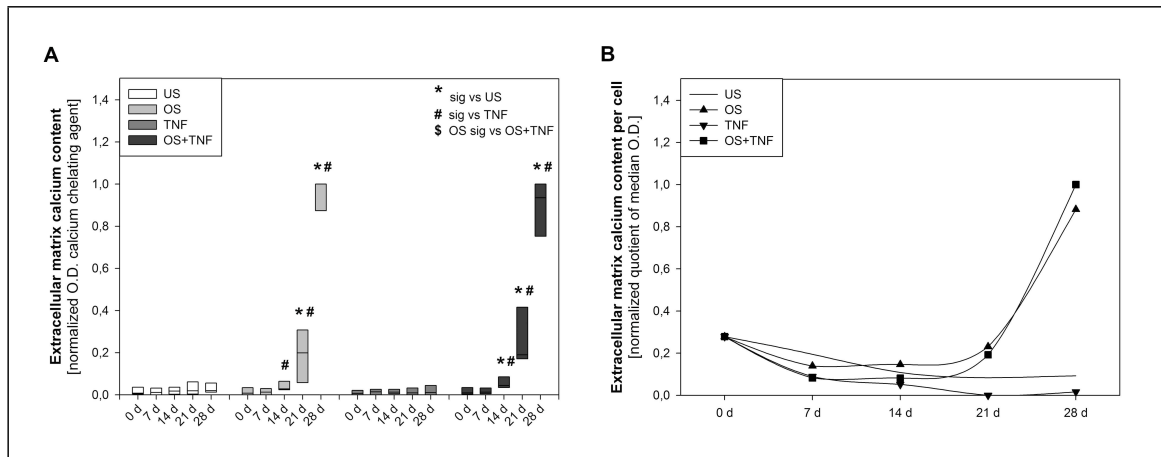 A
Extracellular matrix calcium content
[normalized O.D. calcium chelating agent]
1,4
1,2
1,0
0,8
0,6
0,4
0,2
0,0
US
OS
TNF
OS+TNF
* sig vs US
# sig vs TNF
$ OS sig vs OS+TNF
#
*#
*#
*#
*#
*#
0 d 7 d 14 d 21 d 28 d 0 d 7 d 14 d 21 d 28 d 0 d 7 d 14 d 21 d 28 d 0 d 7 d 14 d 21 d 28 d
B
Extracellular matrix calcium content per cell
[normalized quotient of median O.D.]
1,4
1,2
1,0
0,8
0,6
0,4
0,2
0,0
US
OS
TNF
OS+TNF
0 d 7 d 14 d 21 d 28 d